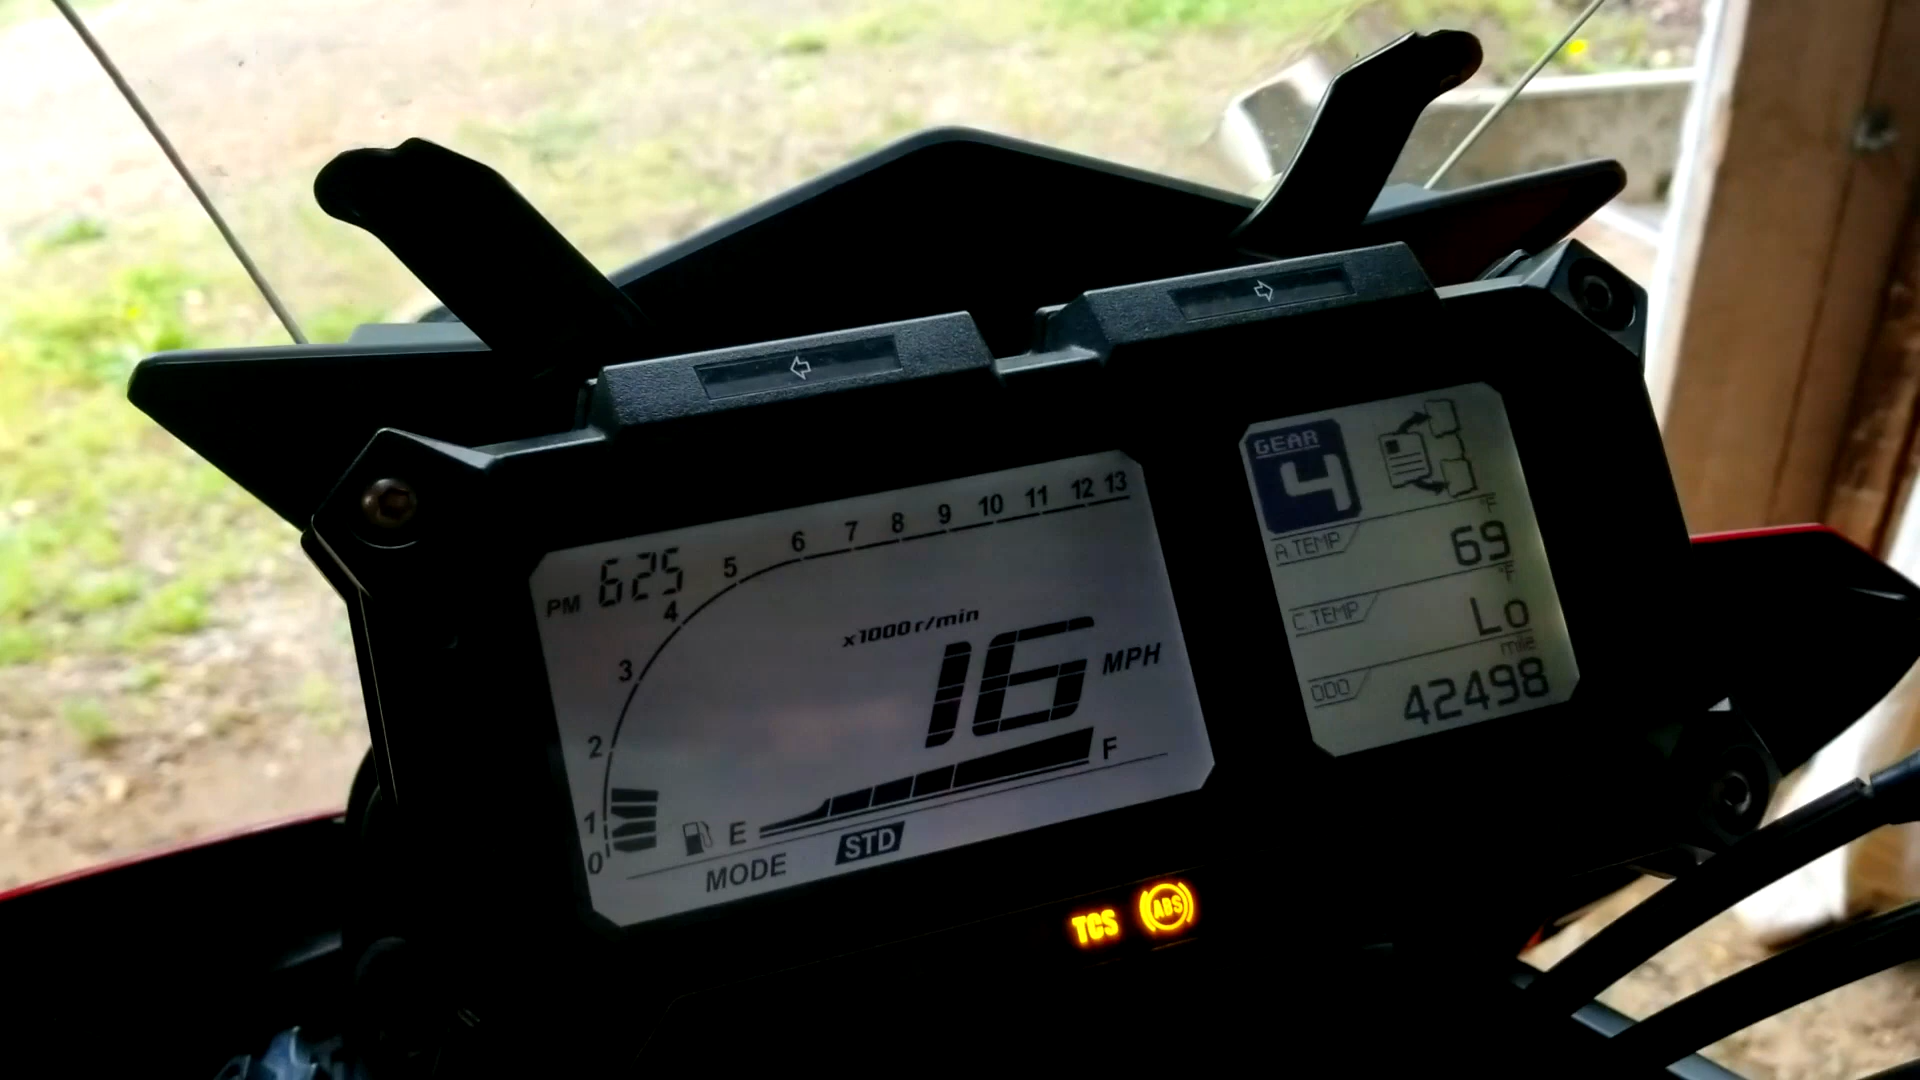 PM 6:25
0 1 2 3 4 5 6 7 8 9 10 11 12 13
x1000 r/min
16 MPH
E F
MODE STD
TCS ABS
GEAR
4
°F
A.TEMP 69
°F
C.TEMP Lo
mile
ODO 42498